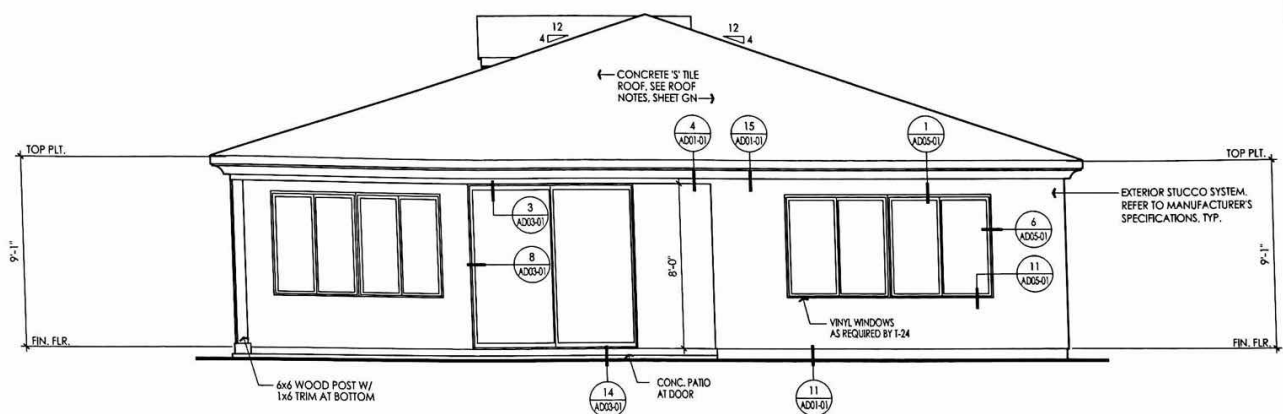 12
4
12
4
CONCRETE 'S' TILE
ROOF, SEE ROOF
NOTES, SHEET GN
4
AD01-01
15
AD01-01
1
AD05-01
TOP PLT.
TOP PLT.
EXTERIOR STUCCO SYSTEM.
REFER TO MANUFACTURER'S
SPECIFICATIONS, TYP.
3
AD03-01
6
AD05-01
9'-1"
8
AD03-01
8'-0"
11
AD05-01
9'-1"
VINYL WINDOWS
AS REQUIRED BY T-24
FIN. FLR.
FIN. FLR.
6x6 WOOD POST W/
1x6 TRIM AT BOTTOM
14
AD03-01
CONC. PATIO
AT DOOR
11
AD01-01